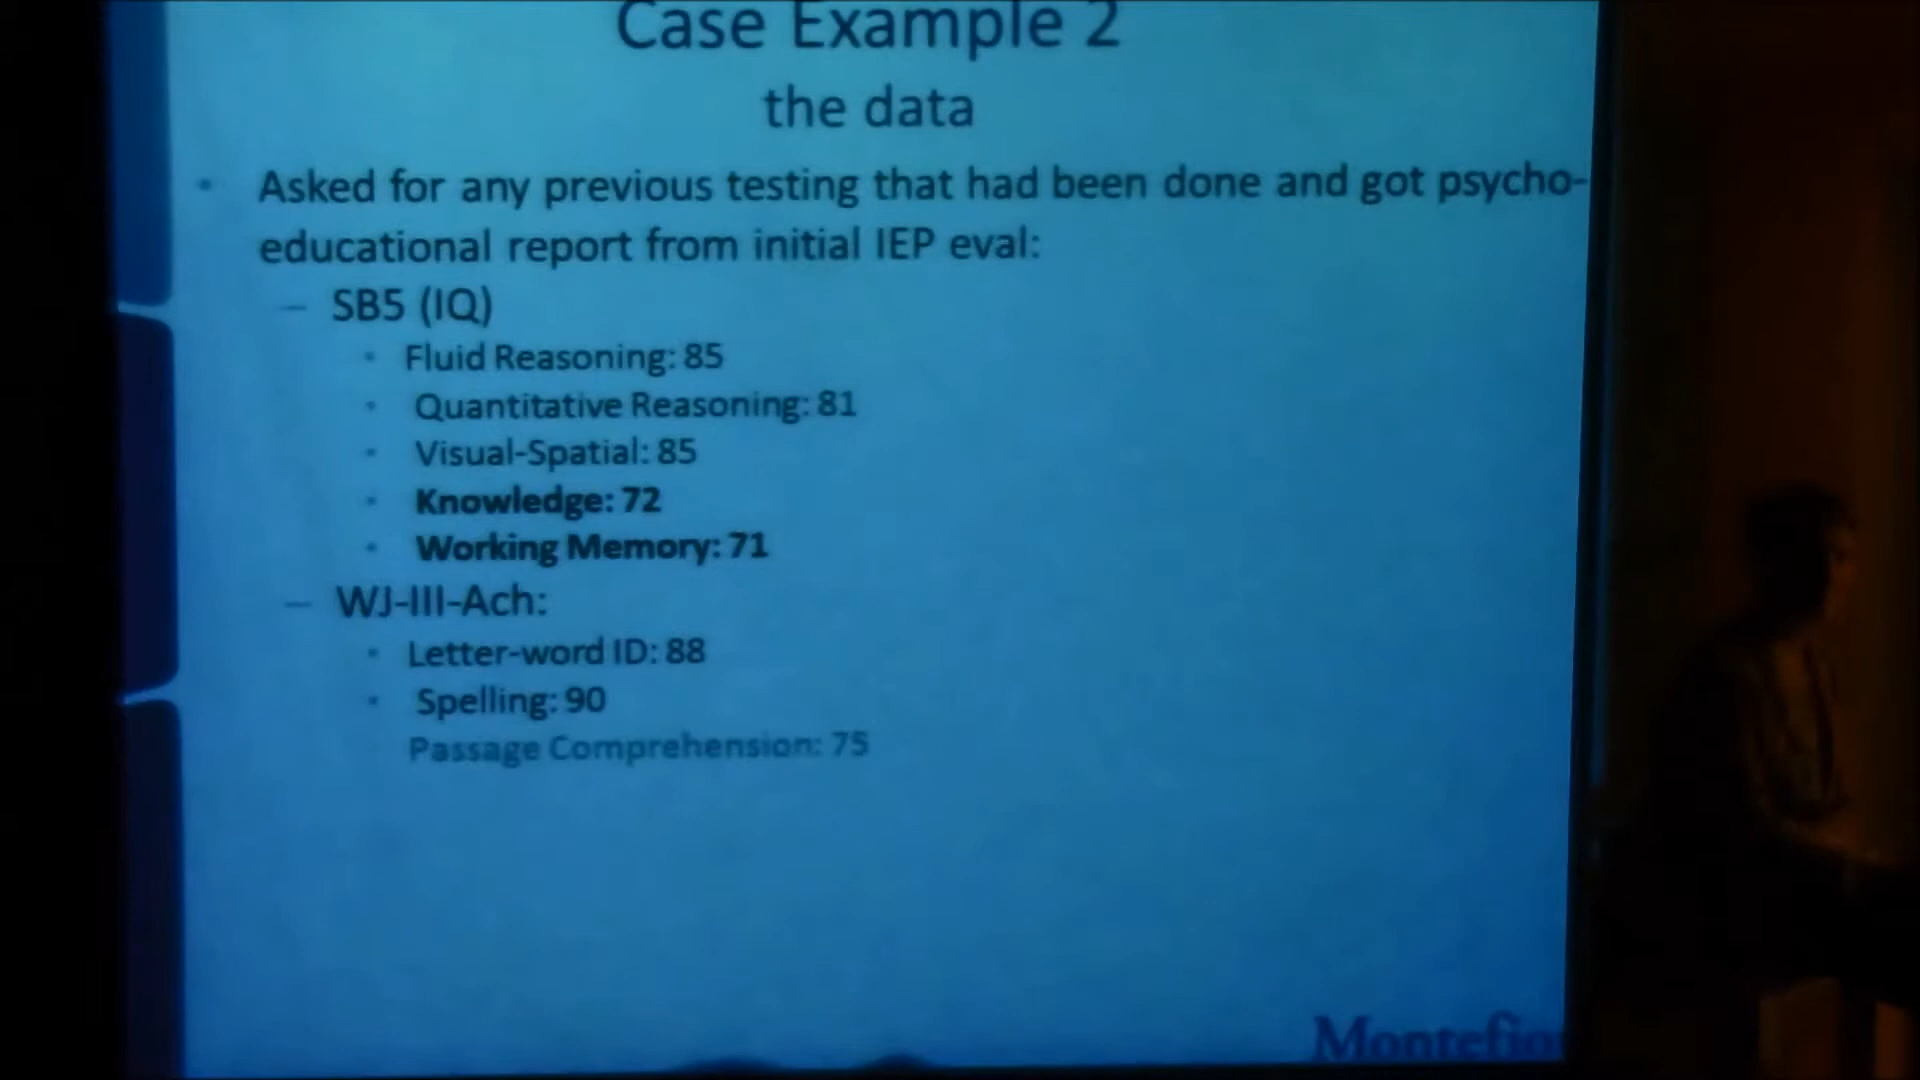 Case Example 2
the data
• Asked for any previous testing that had been done and got psycho-
educational report from initial IEP eval:
– SB5 (IQ)
• Fluid Reasoning: 85
• Quantitative Reasoning: 81
• Visual-Spatial: 85
• Knowledge: 72
• Working Memory: 71
– WJ-III-Ach:
• Letter-word ID: 88
• Spelling: 90
Passage Comprehension: 75
Montefio